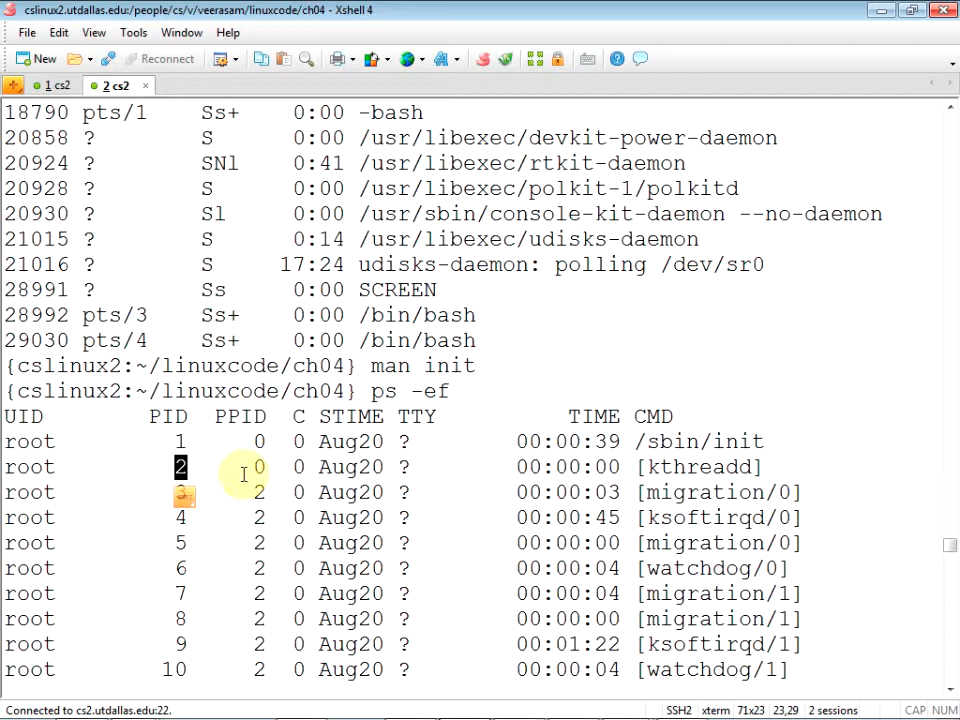 cslinux2.utdallas.edu:/people/cs/v/veerasam/linuxcode/ch04 - Xshell 4
File Edit View Tools Window Help
New Reconnect
1 cs2 2 cs2
18790 pts/1 Ss+ 0:00 -bash
20858 ? S 0:00 /usr/libexec/devkit-power-daemon
20924 ? SNl 0:41 /usr/libexec/rtkit-daemon
20928 ? S 0:00 /usr/libexec/polkit-1/polkitd
20930 ? Sl 0:00 /usr/sbin/console-kit-daemon --no-daemon
21015 ? S 0:14 /usr/libexec/udisks-daemon
21016 ? S 17:24 udisks-daemon: polling /dev/sr0
28991 ? Ss 0:00 SCREEN
28992 pts/3 Ss+ 0:00 /bin/bash
29030 pts/4 Ss+ 0:00 /bin/bash
{cslinux2:~/linuxcode/ch04} man init
{cslinux2:~/linuxcode/ch04} ps -ef
UID PID PPID C STIME TTY TIME CMD
root 1 0 0 Aug20 ? 00:00:39 /sbin/init
root 2 0 0 Aug20 ? 00:00:00 [kthreadd]
root 3 2 0 Aug20 ? 00:00:03 [migration/0]
root 4 2 0 Aug20 ? 00:00:45 [ksoftirqd/0]
root 5 2 0 Aug20 ? 00:00:00 [migration/0]
root 6 2 0 Aug20 ? 00:00:04 [watchdog/0]
root 7 2 0 Aug20 ? 00:00:04 [migration/1]
root 8 2 0 Aug20 ? 00:00:00 [migration/1]
root 9 2 0 Aug20 ? 00:01:22 [ksoftirqd/1]
root 10 2 0 Aug20 ? 00:00:04 [watchdog/1]
Connected to cs2.utdallas.edu:22. SSH2 xterm 71x23 23,29 2 sessions CAP NUM